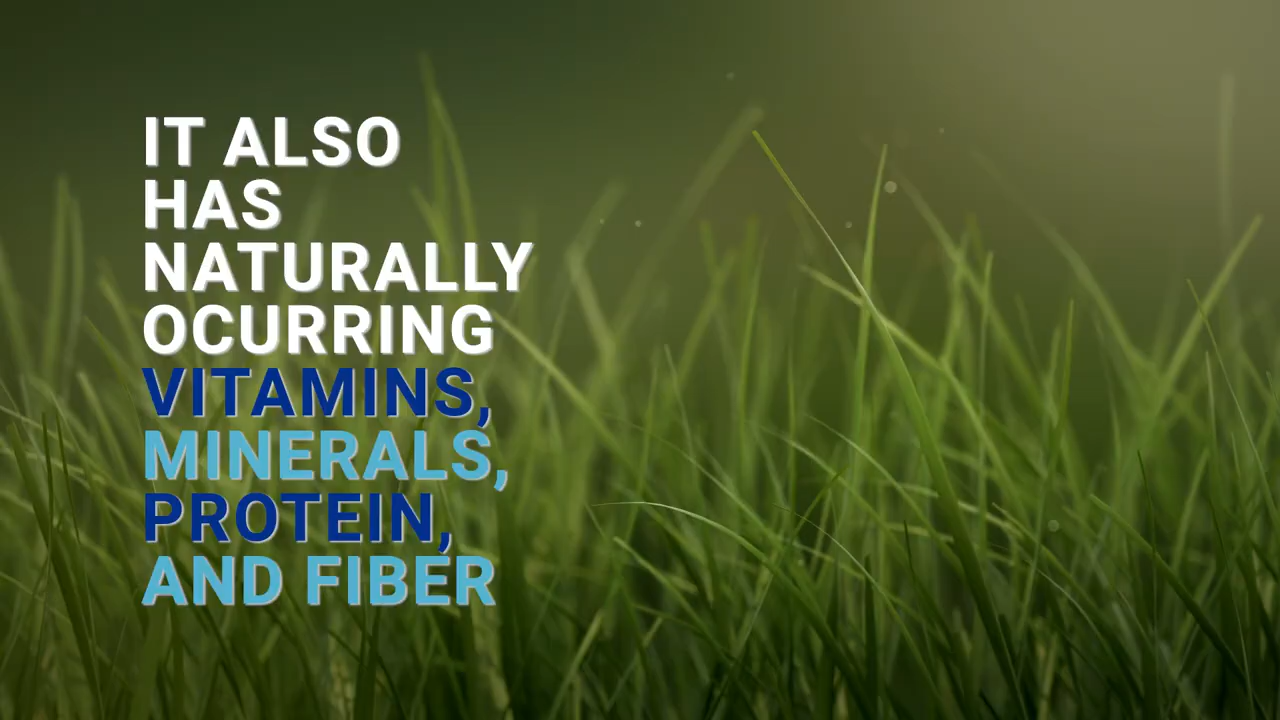 IT ALSO
HAS
NATURALLY
OCURRING
VITAMINS,
MINERALS,
PROTEIN,
AND FIBER